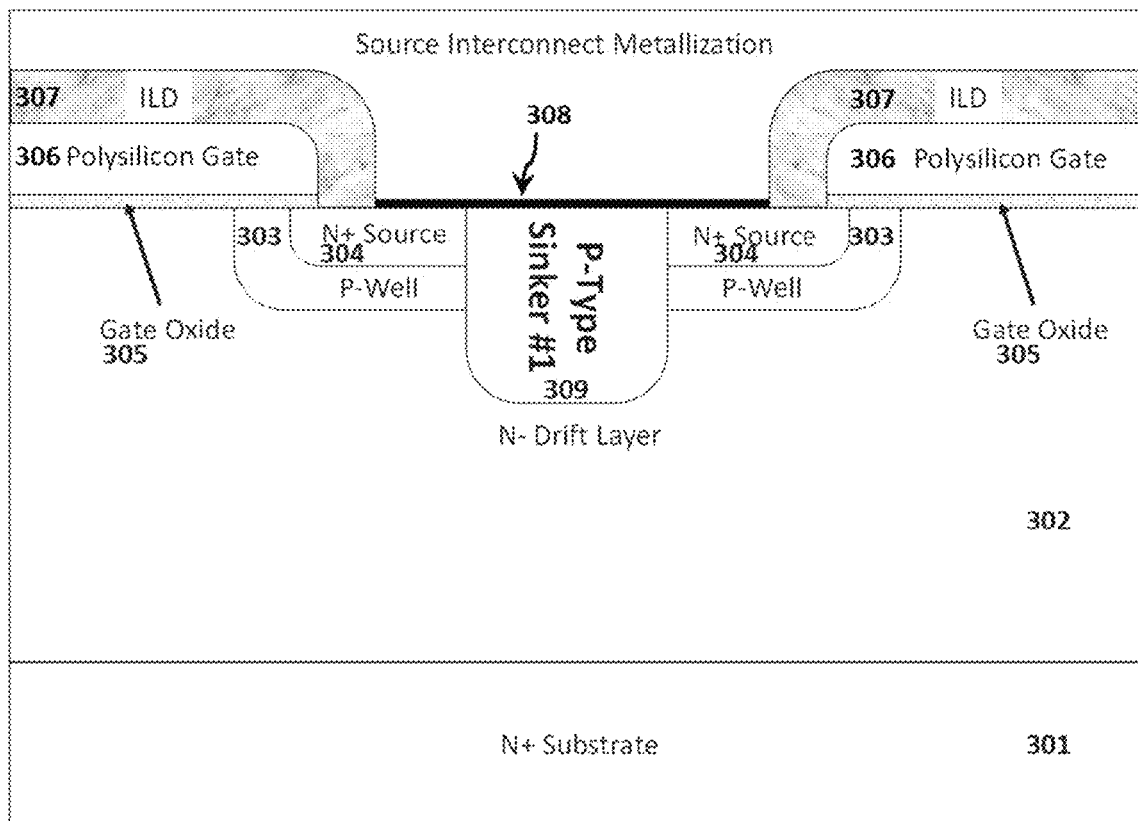 Source Interconnect Metallization
307 ILD
307 ILD
308
306 Polysilicon Gate
306 Polysilicon Gate
303
N+ Source
304
P-Well
P-Type
Sinker #1
309
N+ Source
304
303
P-Well
Gate Oxide
305
Gate Oxide
305
N- Drift Layer
302
N+ Substrate
301